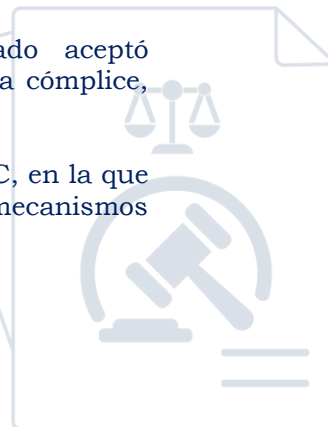 ado aceptó
a cómplice,
C, en la que
mecanismos